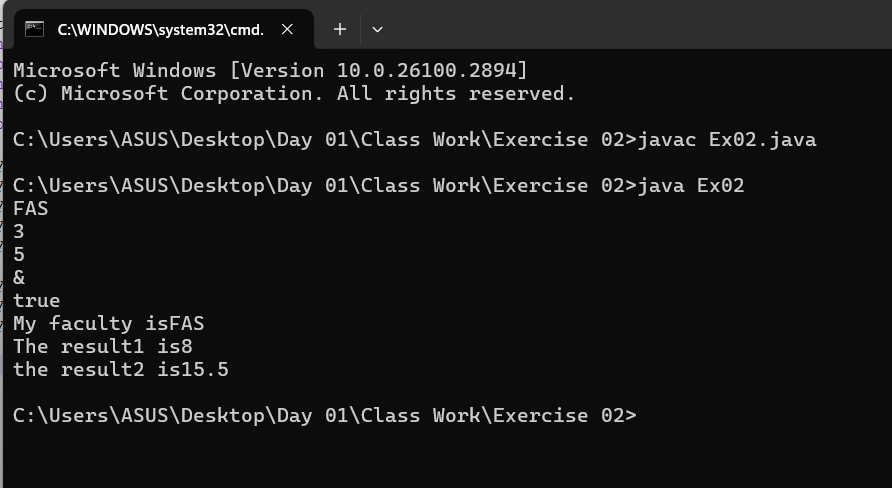 C:\WINDOWS\system32\cmd.
Microsoft Windows [Version 10.0.26100.2894]
(c) Microsoft Corporation. All rights reserved.
C:\Users\ASUS\Desktop\Day 01\Class Work\Exercise 02>javac Ex02.java
C:\Users\ASUS\Desktop\Day 01\Class Work\Exercise 02>java Ex02
FAS
3
5
&
true
My faculty isFAS
The result1 is8
the result2 is15.5
C:\Users\ASUS\Desktop\Day 01\Class Work\Exercise 02>